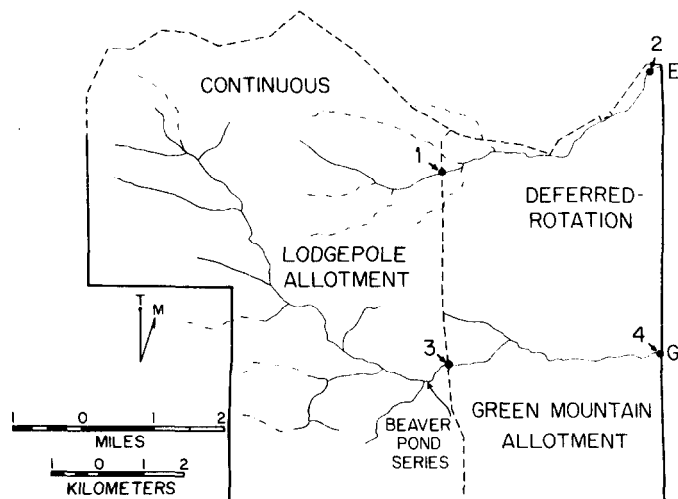 CONTINUOUS
2
E
1
DEFERRED-
ROTATION
LODGEPOLE
ALLOTMENT
T
M
3
4
G
1 0 1 2
MILES
1 0 1 2
KILOMETERS
BEAVER
POND
SERIES
GREEN MOUNTAIN
ALLOTMENT